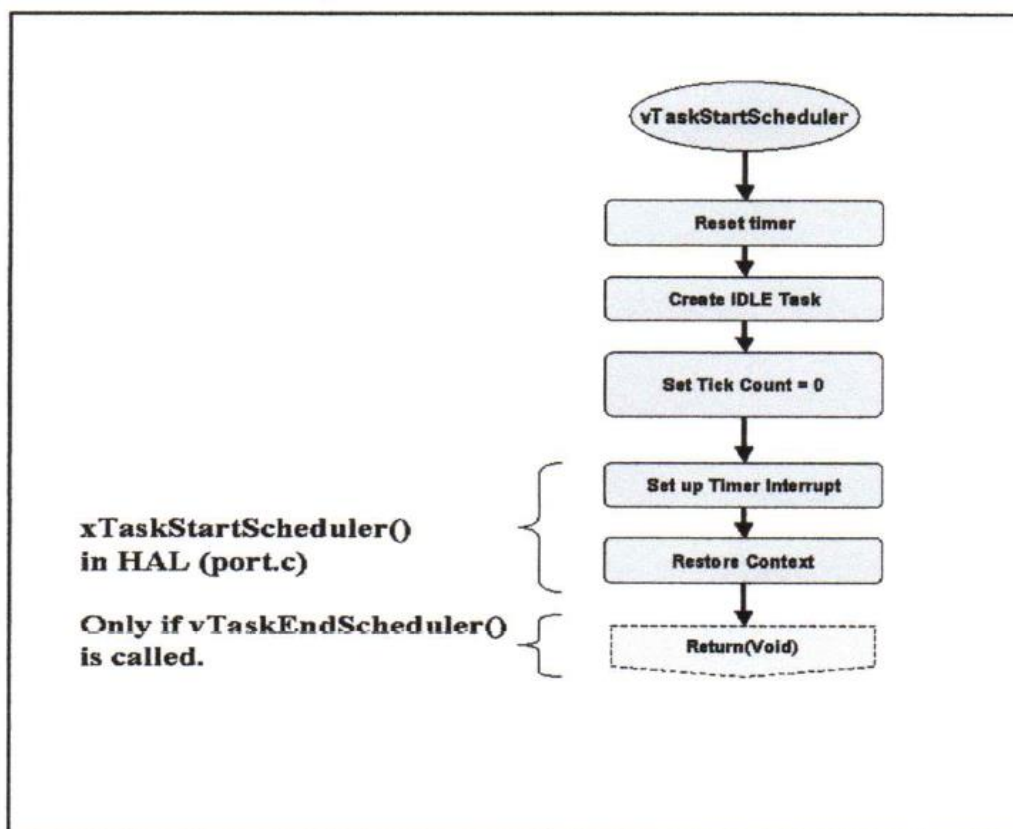 vTaskStartScheduler
Reset timer
Create IDLE Task
Set Tick Count = 0
Set up Timer Interrupt
xTaskStartScheduler()
in HAL (port.c)
Restore Context
Only if vTaskEndScheduler()
is called.
Return(Void)